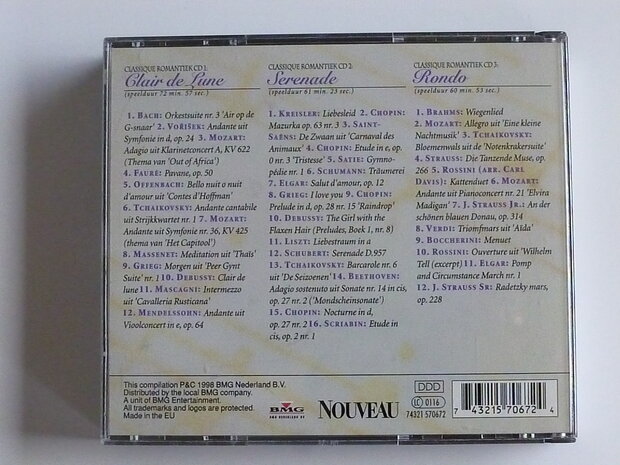 CLASSIQUE ROMANTIEK CD 1:
Clair de Lune
(speelduur 72 min. 57 sec.)
1. BACH: Orkestsuite nr. 3 'Air op de
G-snaar' 2. VOŘIŠEK: Andante uit
Symfonie in d, op. 24 3. MOZART:
Adagio uit Klarinetconcert A, KV 622
(Thema van 'Out of Africa')
4. FAURÉ: Pavane, op. 50
5. OFFENBACH: Bello nuit o nuit
d'amour uit 'Contes d'Hoffman'
6. TCHAIKOVSKY: Andante cantabile
uit Strijkkwartet nr. 1 7. MOZART:
Andante uit Symfonie nr. 36, KV 425
(thema van 'Het Capitool')
8. MASSENET: Meditation uit 'Thaïs'
9. GRIEG: Morgen uit 'Peer Gynt
Suite' nr. 1 10. DEBUSSY: Clair de
lune 11. MASCAGNI: Intermezzo
uit 'Cavalleria Rusticana'
12. MENDELSSOHN: Andante uit
Vioolconcert in e, op. 64
CLASSIQUE ROMANTIEK CD 2:
Serenade
(speelduur 61 min. 23 sec.)
1. KREISLER: Liebesleid 2. CHOPIN:
Mazurka op. 63 nr. 3 3. SAINT-
SAËNS: De Zwaan uit 'Carnaval des
Animaux' 4. CHOPIN: Etude in e, op.
0 nr. 3 'Tristesse' 5. SATIE: Gymno-
pédie nr. 1 6. SCHUMANN: Träumerei
7. ELGAR: Salut d'amour, op. 12
8. GRIEG: I love you 9. CHOPIN:
Prelude in d, op. 28 nr. 15 'Raindrop'
10. DEBUSSY: The Girl with the
Flaxen Hair (Preludes, Boek 1, nr. 8)
11. LISZT: Liebestraum in a
12. SCHUBERT: Serenade D.957
13. TCHAIKOVSKY: Barcarole nr. 6
uit 'De Seizoenen' 14. BEETHOVEN:
Adagio sostenuto uit Sonate nr. 14 in cis,
op. 27 nr. 2 ('Mondscheinsonate')
15. CHOPIN: Nocturne in d,
op. 27 nr. 2 16. SCRIABIN: Etude in
cis, op. 2 nr. 1
CLASSIQUE ROMANTIEK CD 3:
Rondo
(speelduur 60 min. 53 sec.)
1. BRAHMS: Wiegenlied
2. MOZART: Allegro uit 'Eine kleine
Nachtmusik' 3. TCHAIKOVSKY:
Bloemenwals uit de 'Notenkrakersuite'
4. STRAUSS: Die Tanzende Muse, op.
266 5. ROSSINI (ARR. CARL
DAVIS): Kattenduet 6. MOZART:
Andante uit Pianoconcert nr. 21 'Elvira
Madigan' 7. J. STRAUSS JR.: An der
schönen blauen Donau, op. 314
8. VERDI: Triomfmars uit 'Aïda'
9. BOCCHERINI: Menuet
10. ROSSINI: Ouverture uit 'Wilhelm
Tell (excerpt) 11. ELGAR: Pomp
and Circumstance March nr. 1
12. J. STRAUSS SR: Radetzky mars,
op. 228
This compilation P&C 1998 BMG Nederland B.V.
Distributed by the local BMG company.
A unit of BMG Entertainment.
All trademarks and logos are protected.
Made in the EU
BMG
NOUVEAU
DDD
LC 0116
74321 570672
7 43215 70672 4